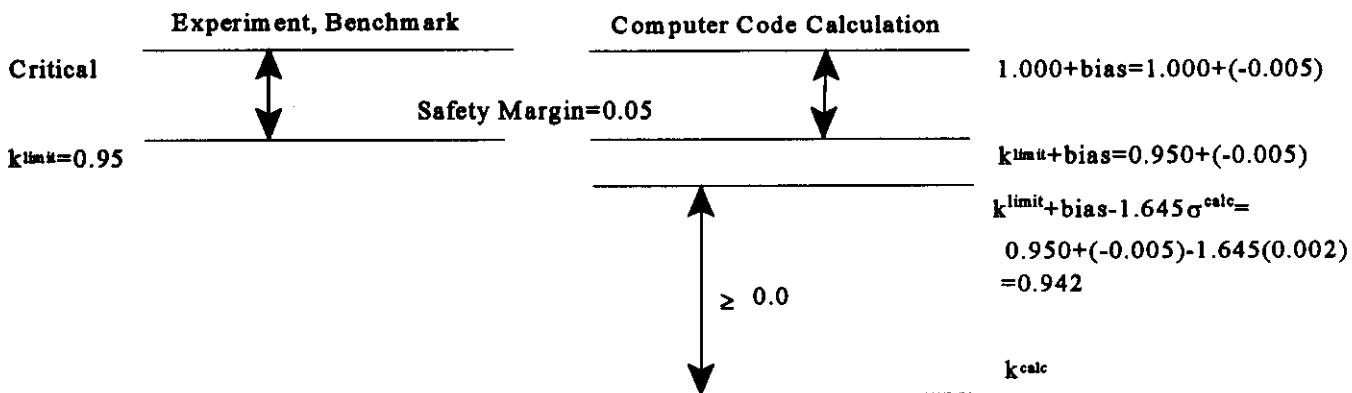 Experiment, Benchmark
Computer Code Calculation
Critical
1.000+bias=1.000+(-0.005)
Safety Margin=0.05
k^limit=0.95
k^limit+bias=0.950+(-0.005)
k^limit+bias-1.645σ^calc=
0.950+(-0.005)-1.645(0.002)
=0.942
≥ 0.0
k^calc